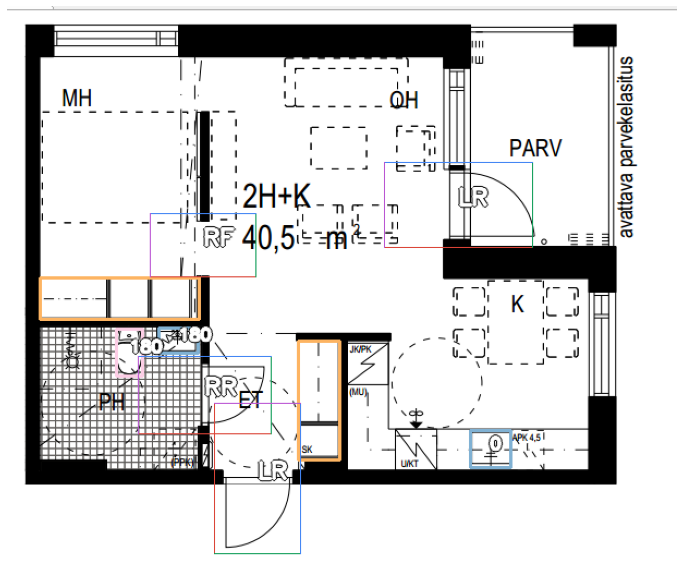 MH
OH
PARV
avattava parvekelasitus
LR
2H+K
40,5 m²
RF
K
180
180
JK/PK
(MU)
RR
PH
ET
SK
(PPK)
LR
U/KT
APK 4,5